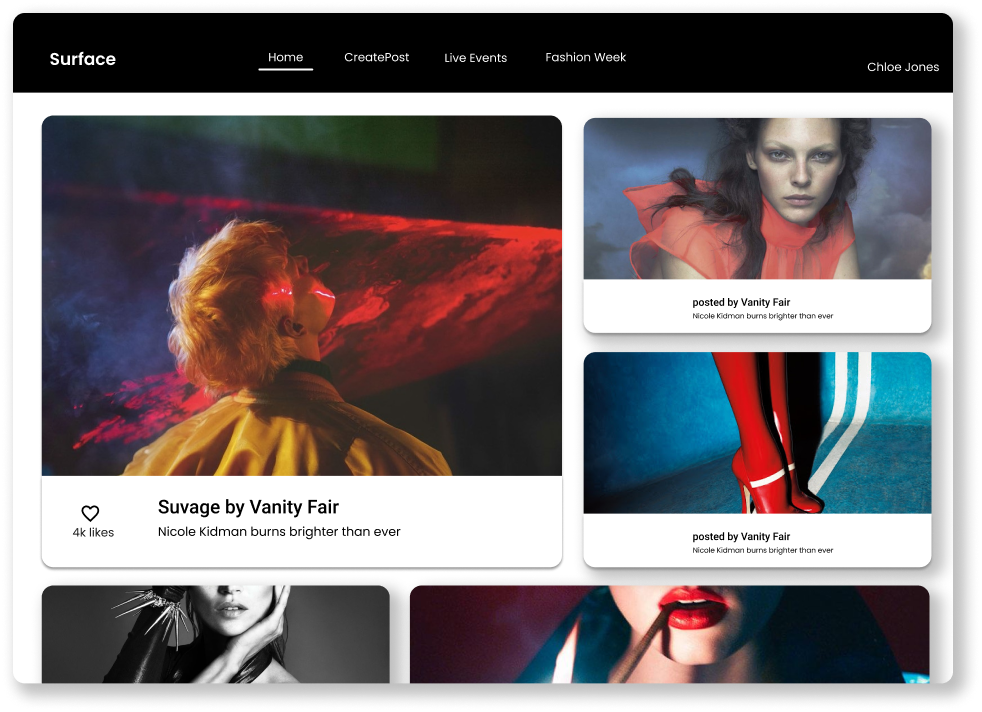 Surface
Home
CreatePost
Live Events
Fashion Week
Chloe Jones
4k likes
Suvage by Vanity Fair
Nicole Kidman burns brighter than ever
posted by Vanity Fair
Nicole Kidman burns brighter than ever
posted by Vanity Fair
Nicole Kidman burns brighter than ever